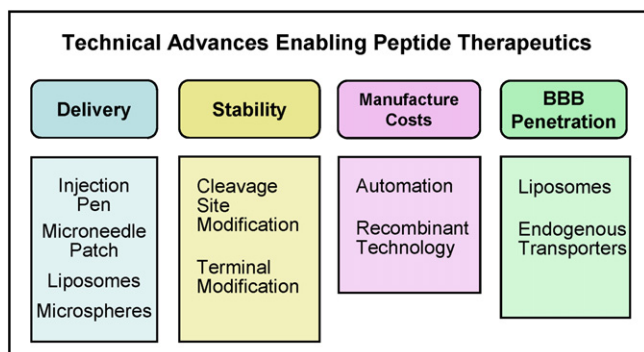 Technical Advances Enabling Peptide Therapeutics
Delivery
Injection
Pen
Microneedle
Patch
Liposomes
Microspheres
Stability
Cleavage
Site
Modification
Terminal
Modification
Manufacture
Costs
Automation
Recombinant
Technology
BBB
Penetration
Liposomes
Endogenous
Transporters